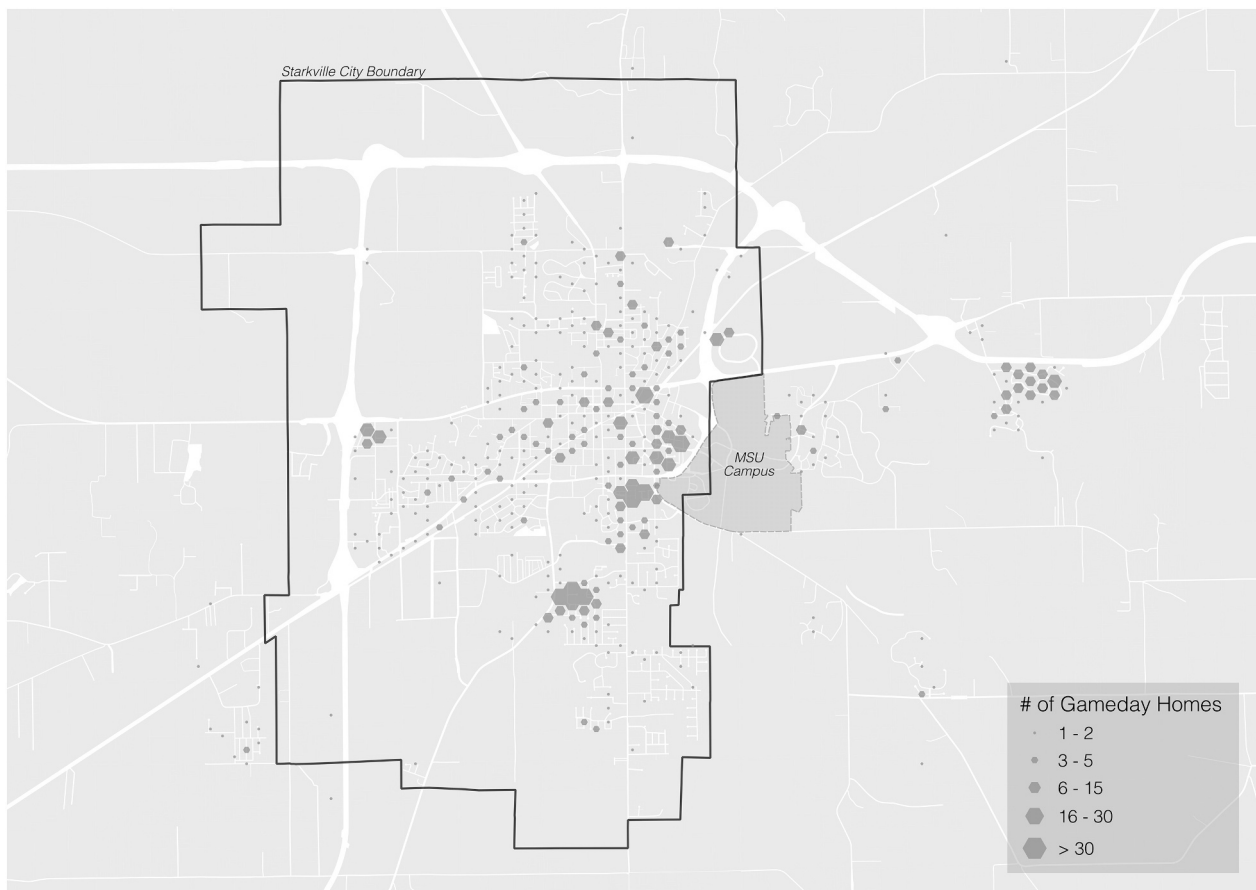 Starkville City Boundary
MSU
Campus
# of Gameday Homes
1 - 2
3 - 5
6 - 15
16 - 30
> 30